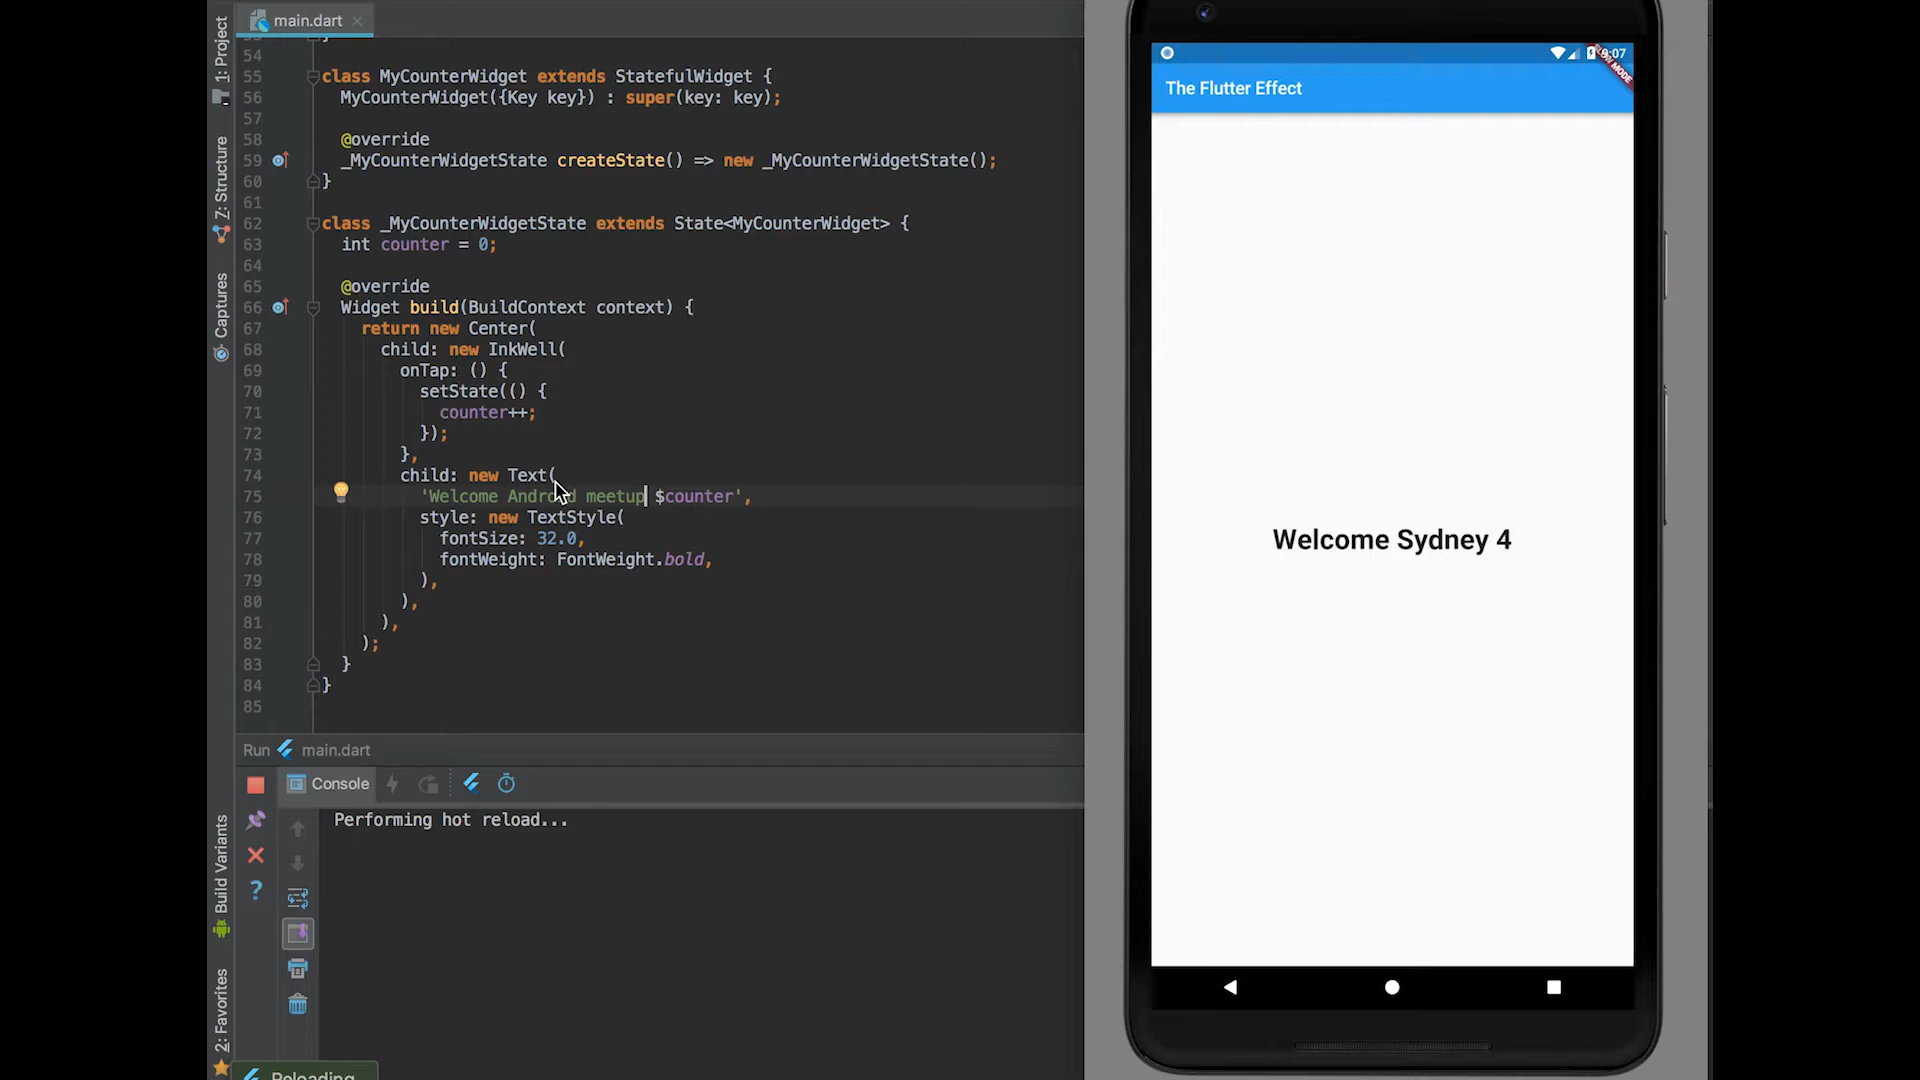 1: Project
Z: Structure
Captures
Build Variants
2: Favorites
main.dart
54
55 class MyCounterWidget extends StatefulWidget {
56 MyCounterWidget({Key key}) : super(key: key);
57
58 @override
59 _MyCounterWidgetState createState() => new _MyCounterWidgetState();
60 }
61
62 class _MyCounterWidgetState extends State<MyCounterWidget> {
63 int counter = 0;
64
65 @override
66 Widget build(BuildContext context) {
67 return new Center(
68 child: new InkWell(
69 onTap: () {
70 setState(() {
71 counter++;
72 });
73 },
74 child: new Text(
75 'Welcome Android meetup $counter',
76 style: new TextStyle(
77 fontSize: 32.0,
78 fontWeight: FontWeight.bold,
79 ),
80 ),
81 ),
82 );
83 }
84 }
85
Run main.dart
Console
Performing hot reload...
Reloading
9:07
The Flutter Effect
Welcome Sydney 4